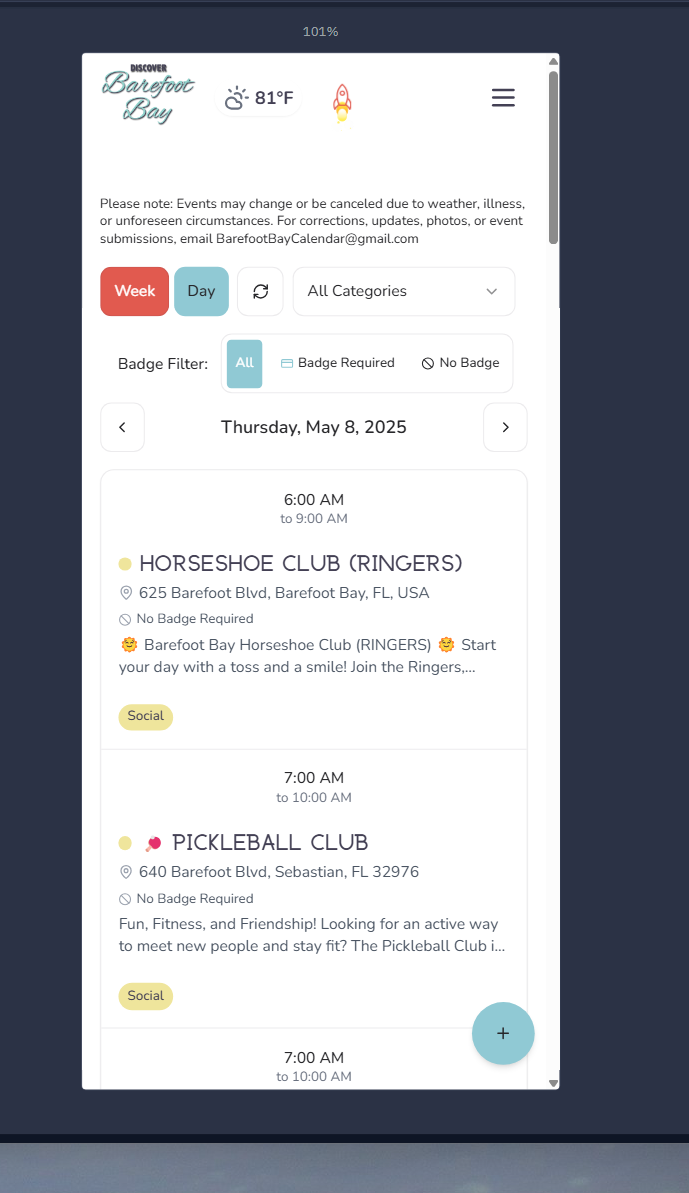 101%
DISCOVER
Barefoot
Bay
81°F
Please note: Events may change or be canceled due to weather, illness,
or unforeseen circumstances. For corrections, updates, photos, or event
submissions, email BarefootBayCalendar@gmail.com
Week
Day
All Categories
Badge Filter:
All
Badge Required
No Badge
Thursday, May 8, 2025
6:00 AM
to 9:00 AM
HORSESHOE CLUB (RINGERS)
625 Barefoot Blvd, Barefoot Bay, FL, USA
No Badge Required
🌞 Barefoot Bay Horseshoe Club (RINGERS) 🌞 Start
your day with a toss and a smile! Join the Ringers,...
Social
7:00 AM
to 10:00 AM
🏓 PICKLEBALL CLUB
640 Barefoot Blvd, Sebastian, FL 32976
No Badge Required
Fun, Fitness, and Friendship! Looking for an active way
to meet new people and stay fit? The Pickleball Club i...
Social
+
7:00 AM
to 10:00 AM